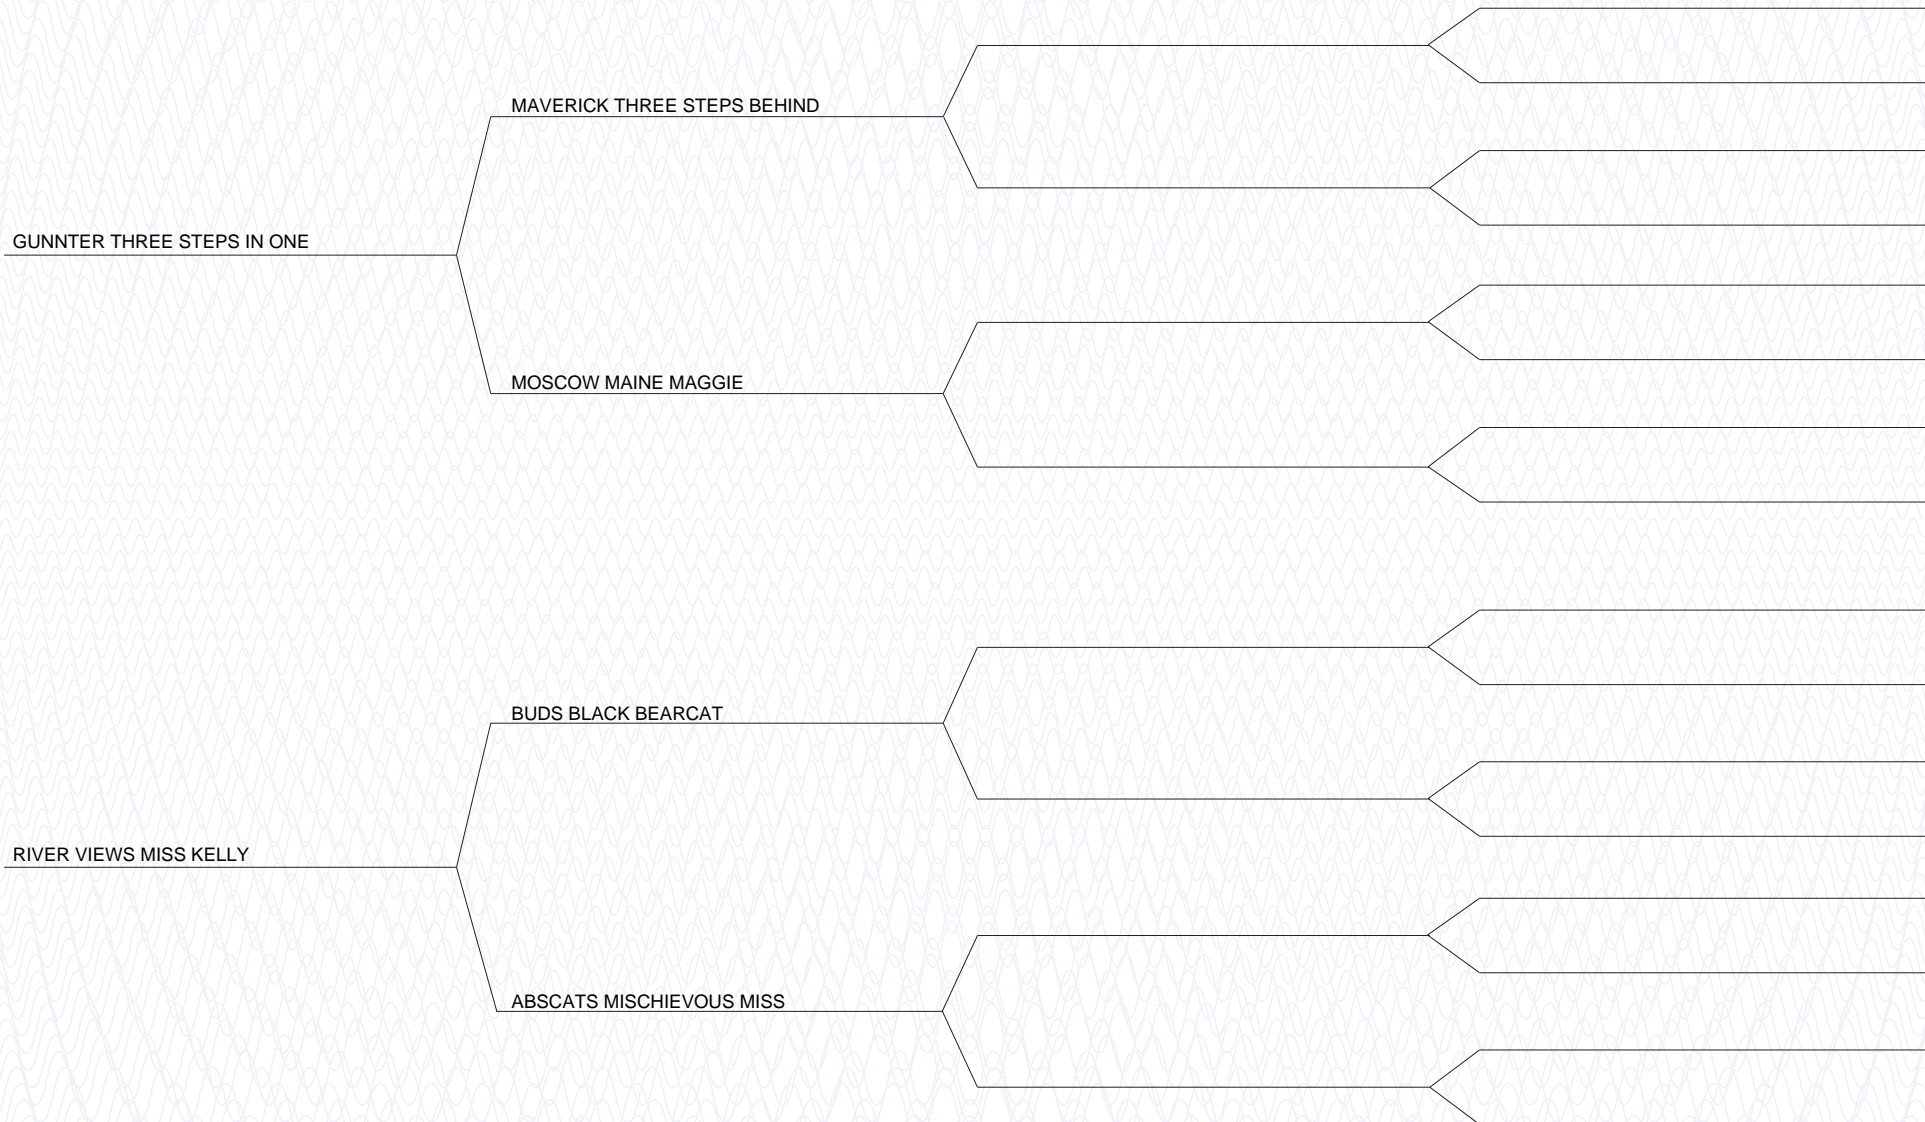 MAVERICK THREE STEPS BEHIND
GUNNTER THREE STEPS IN ONE
MOSCOW MAINE MAGGIE
BUDS BLACK BEARCAT
RIVER VIEWS MISS KELLY
ABSCATS MISCHIEVOUS MISS